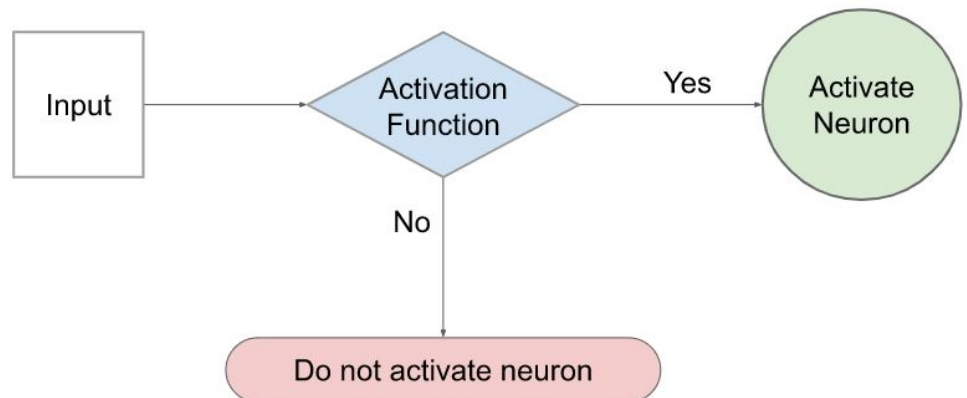 Input
Activation
Function
Yes
Activate
Neuron
No
Do not activate neuron